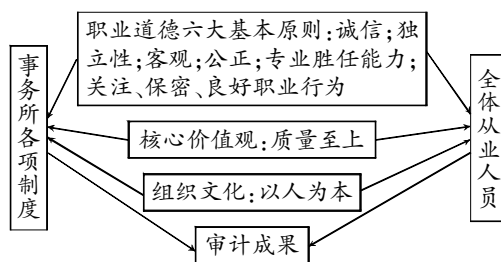 职业道德六大基本原则:诚信;独
立性;客观;公正;专业胜任能力;
关注、保密、良好职业行为
事务所各项制度
全体从业人员
核心价值观:质量至上
组织文化:以人为本
审计成果